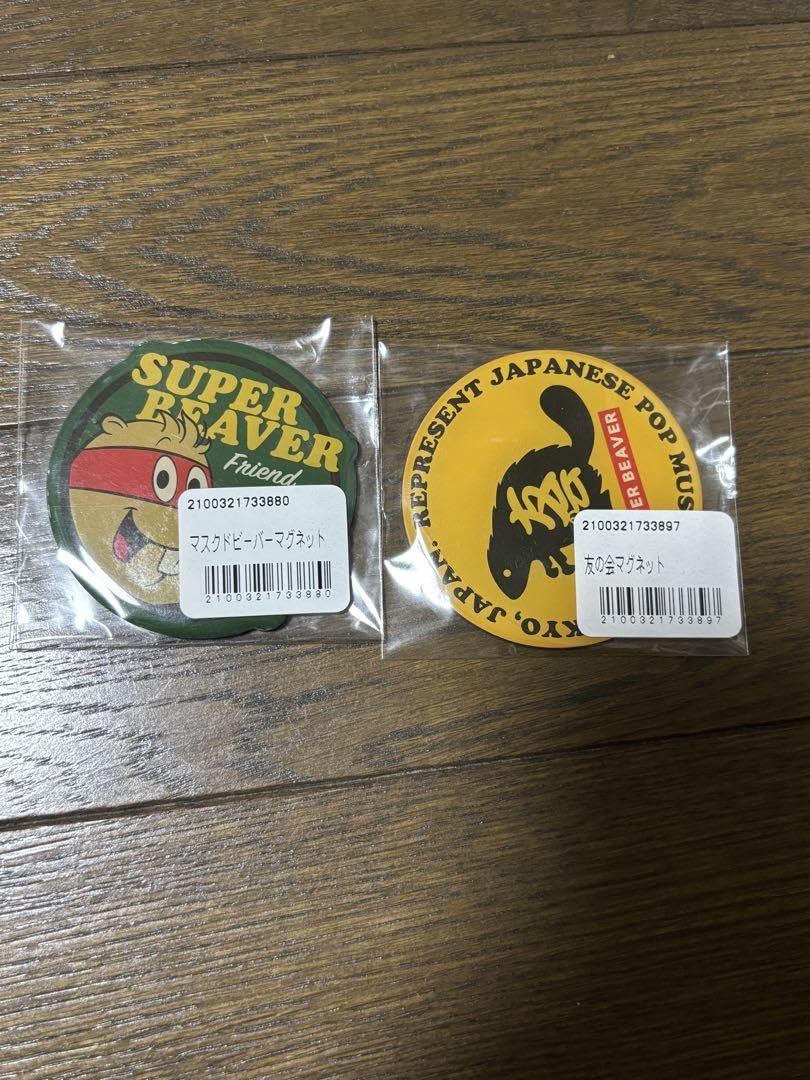 SUPER
BEAVER
Friend
2100321733880
マスクドビーバーマグネット
2100321733880
REPRESENT JAPANESE POP MUS
KYO, JAPAN.
ER BEAVER
2100321733897
友の会マグネット
2100321733897